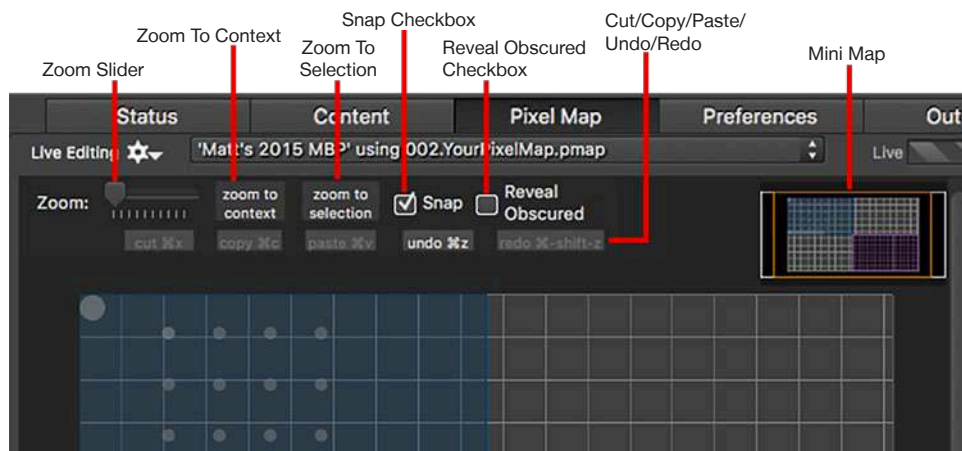 Snap Checkbox
Cut/Copy/Paste/
Undo/Redo
Zoom To Context
Zoom To
Selection
Reveal Obscured
Checkbox
Mini Map
Zoom Slider
Status
Content
Pixel Map
Preferences
Out
Live Editing
'Matt's 2015 MBP' using 002.YourPixelMap.pmap
Live
Zoom:
zoom to
context
zoom to
selection
Snap
Reveal
Obscured
cut ⌘x
copy ⌘c
paste ⌘v
undo ⌘z
redo ⌘-shift-z